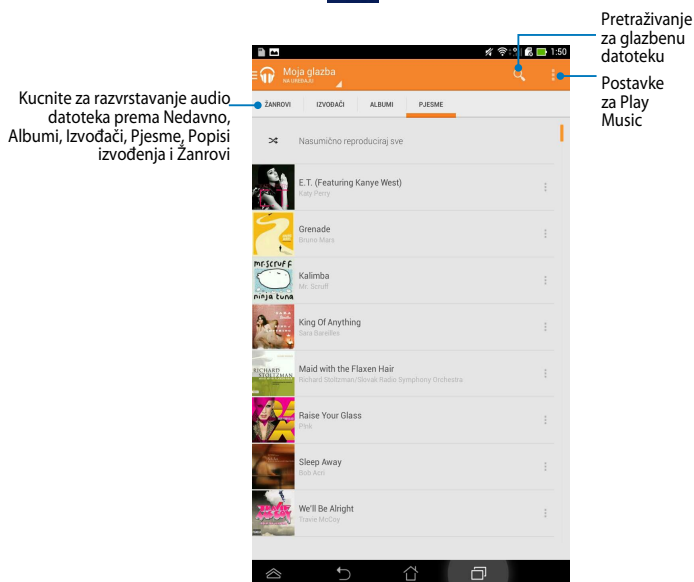 Pretraživanje
za glazbenu
datoteku
Postavke
za Play
Music
Kucnite za razvrstavanje audio
datoteka prema Nedavno,
Albumi, Izvođači, Pjesme, Popisi
izvođenja i Žanrovi
1:50
Moja glazba
NA UREĐAJU
ŽANROVI IZVOĐAČI ALBUMI PJESME
Nasumično reproduciraj sve
E.T. (Featuring Kanye West)
Katy Perry
Grenade
Bruno Mars
mr.scruff
ninja tuna
Kalimba
Mr. Scruff
King Of Anything
Sara Bareilles
RICHARD
STOLTZMAN
Maid with the Flaxen Hair
Richard Stoltzman/Slovak Radio Symphony Orchestra
Raise Your Glass
P!nk
Sleep Away
Bob Acri
We'll Be Alright
Travie McCoy